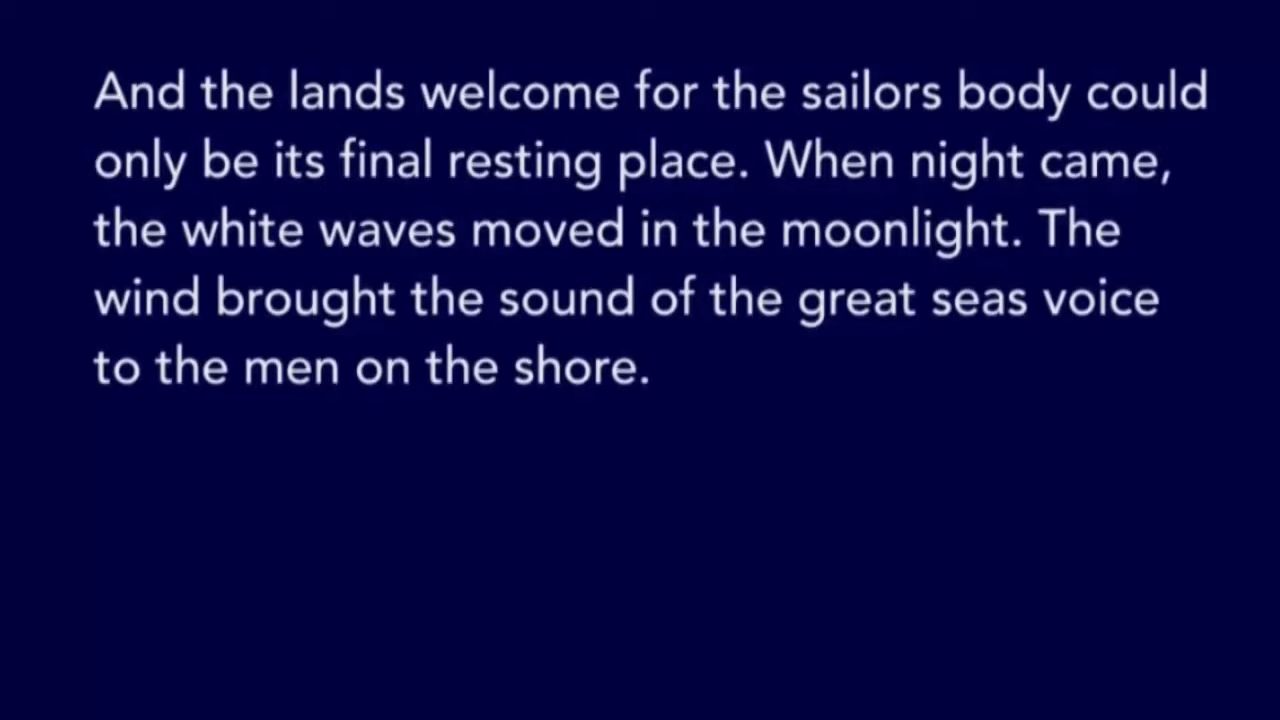 And the lands welcome for the sailors body could
only be its final resting place. When night came,
the white waves moved in the moonlight. The
wind brought the sound of the great seas voice
to the men on the shore.